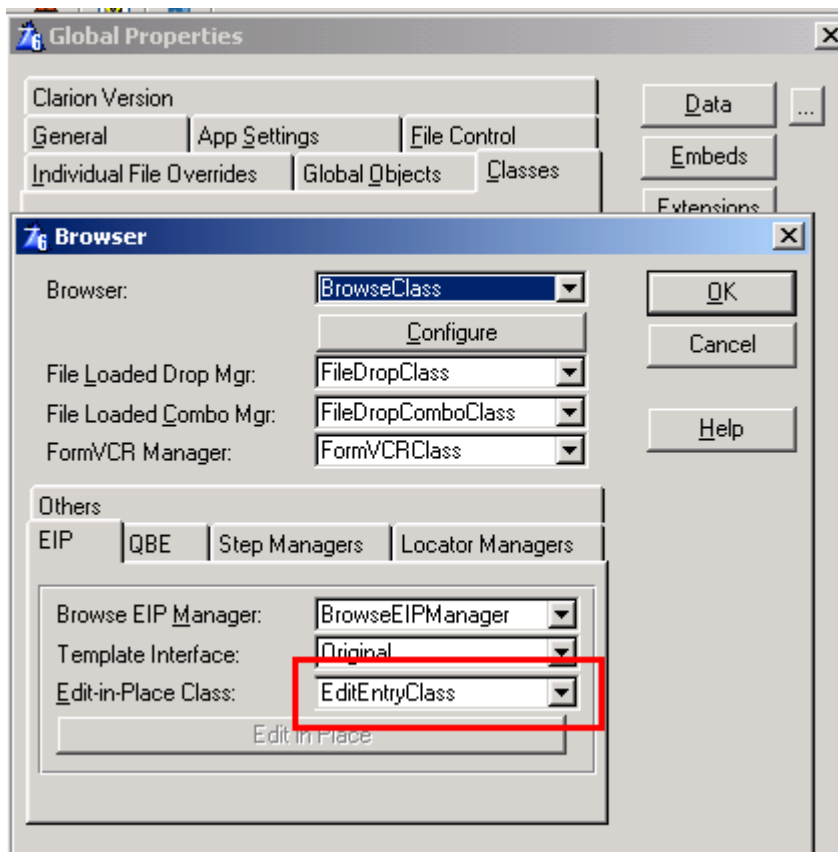 Global Properties
Clarion Version
General App Settings File Control
Individual File Overrides Global Objects Classes
Data ...
Embeds
Extensions
Browser
Browser: BrowseClass
Configure
File Loaded Drop Mgr: FileDropClass
File Loaded Combo Mgr: FileDropComboClass
FormVCR Manager: FormVCRClass
OK
Cancel
Help
Others
EIP QBE Step Managers Locator Managers
Browse EIP Manager: BrowseEIPManager
Template Interface: Original
Edit-in-Place Class: EditEntryClass
Edit in Place